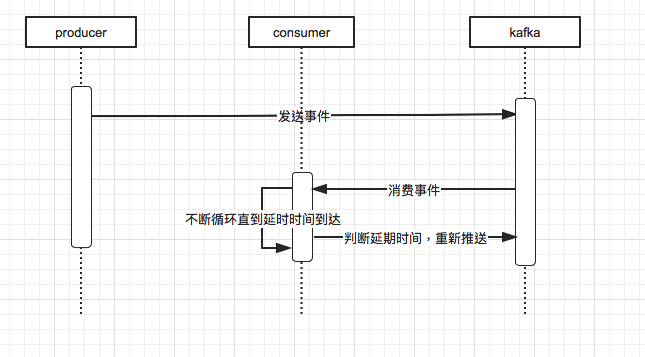 producer
consumer
kafka
发送事件
消费事件
不断循环直到延时时间到达
判断延期时间，重新推送